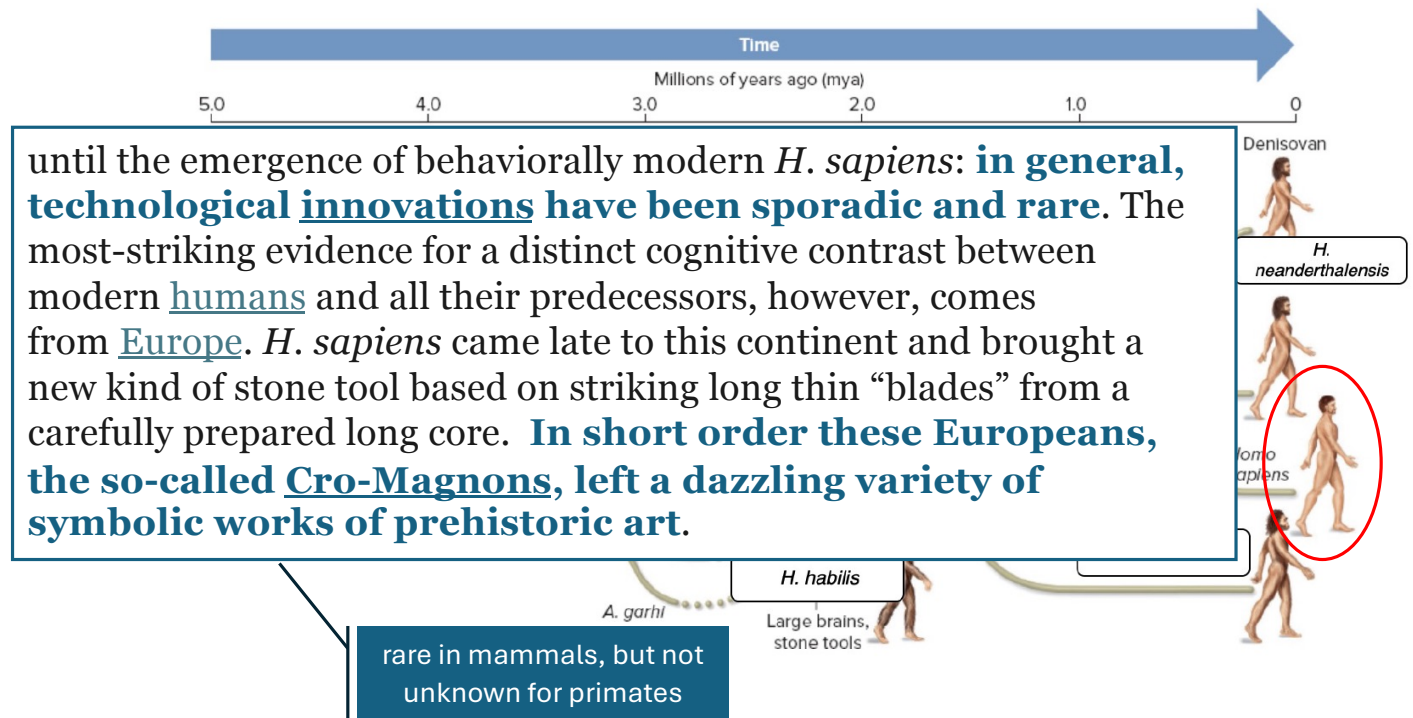 Time
Millions of years ago (mya)
5.0 4.0 3.0 2.0 1.0 0
Denisovan
until the emergence of behaviorally modern H. sapiens: in general,
technological innovations have been sporadic and rare. The
most-striking evidence for a distinct cognitive contrast between
modern humans and all their predecessors, however, comes
from Europe. H. sapiens came late to this continent and brought a
new kind of stone tool based on striking long thin “blades” from a
carefully prepared long core. In short order these Europeans,
the so-called Cro-Magnons, left a dazzling variety of
symbolic works of prehistoric art.
H.
neanderthalensis
H. habilis
A. garhi
Large brains,
stone tools
rare in mammals, but not
unknown for primates